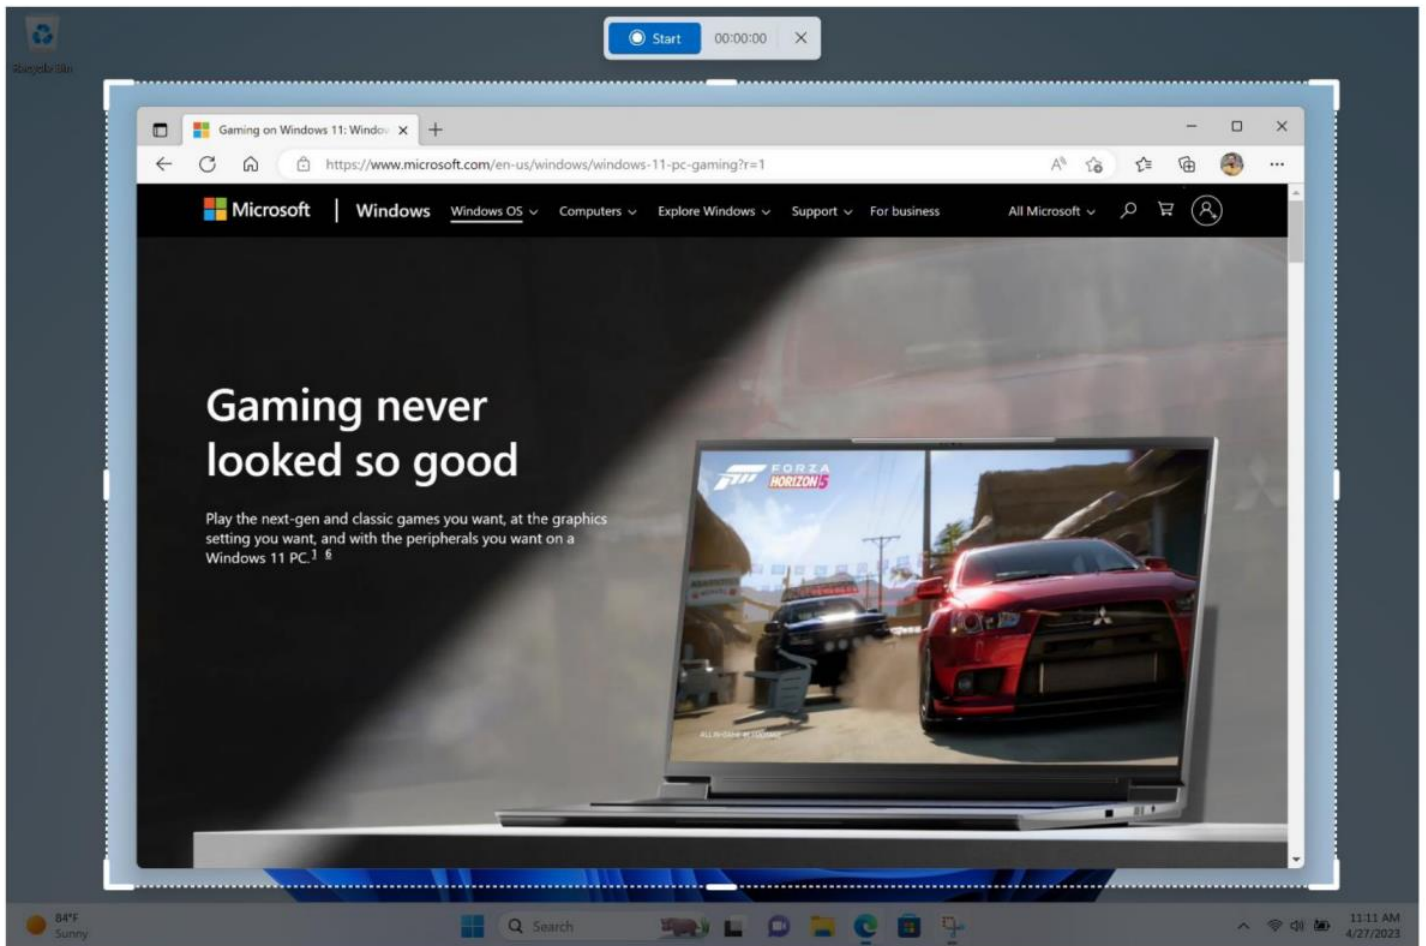 Start 00:00:00
Recycle Bin
Gaming on Windows 11: Window
https://www.microsoft.com/en-us/windows/windows-11-pc-gaming?r=1
Microsoft Windows Windows OS Computers Explore Windows Support For business All Microsoft
Gaming never
looked so good
Play the next-gen and classic games you want, at the graphics
setting you want, and with the peripherals you want on a
Windows 11 PC.1 6
FORZA
HORIZON 5
84°F
Sunny
Search
11:11 AM
4/27/2023